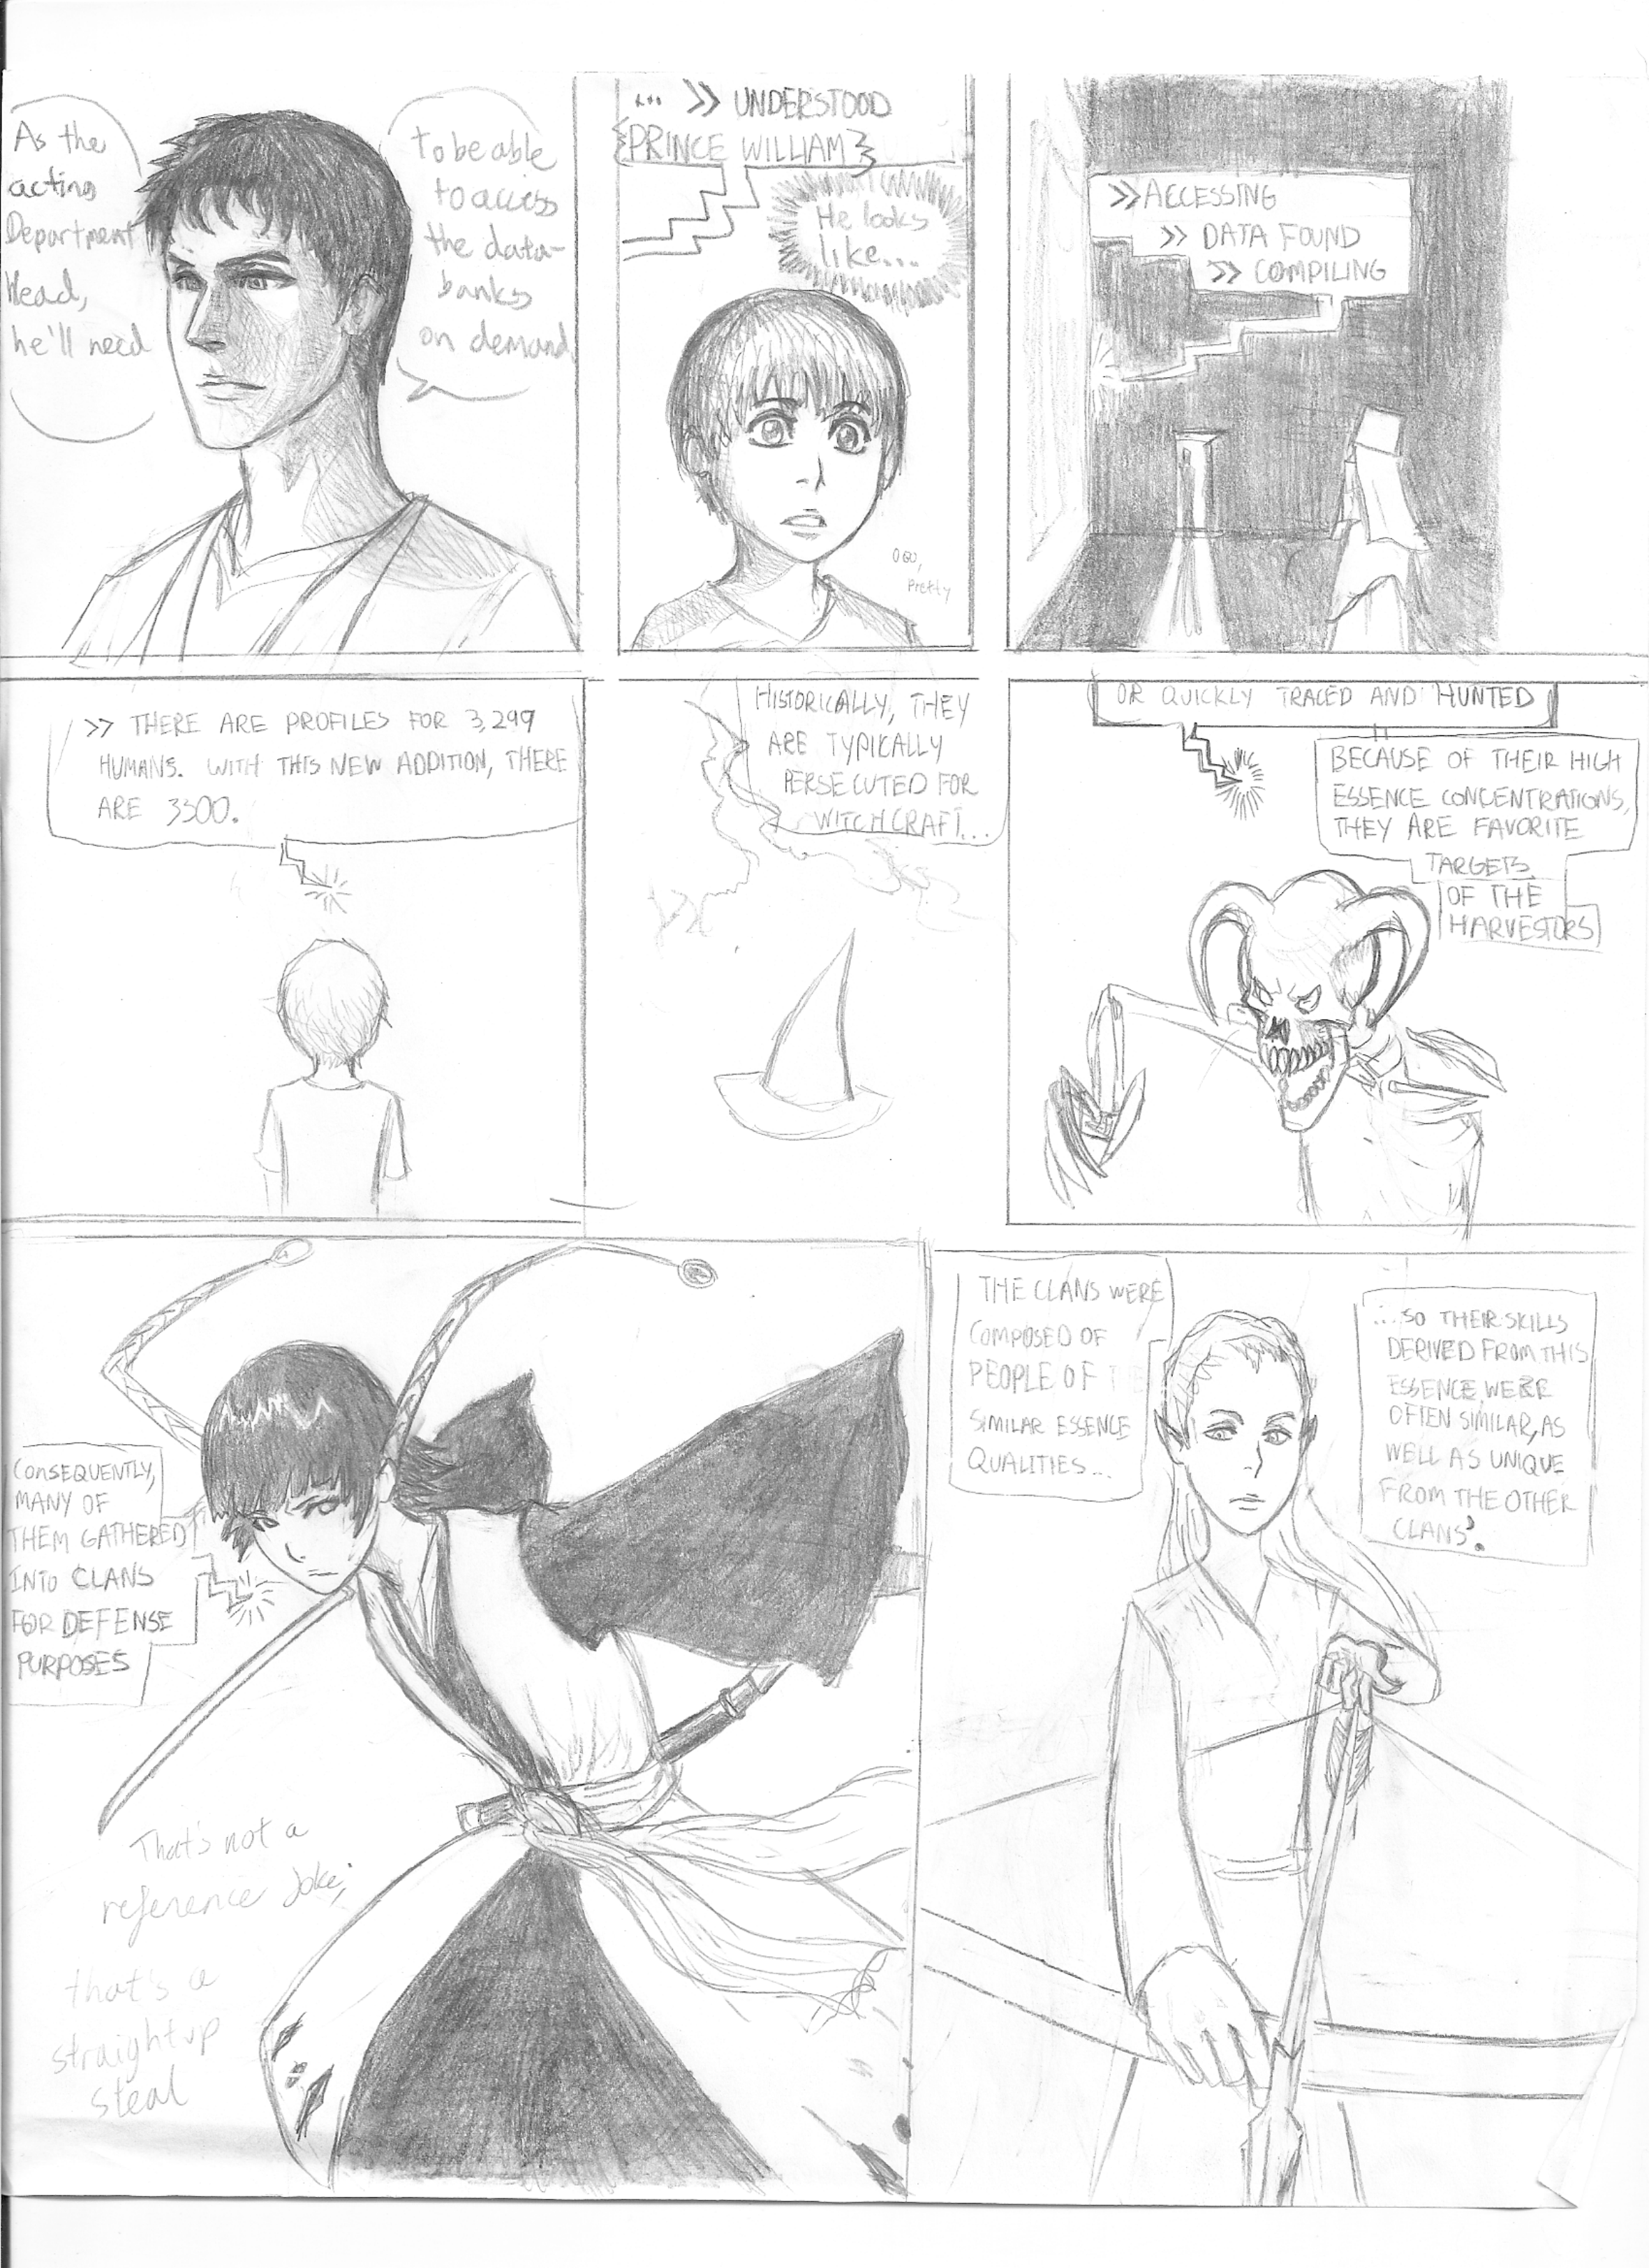 As the
acting
Department
Head,
he'll need
to be able
to access
the data-
banks
on demand
... >> UNDERSTOOD
{PRINCE WILLIAM}
He looks
like...
OOO,
Pretty
>> ACCESSING
>> DATA FOUND
>> COMPILING
>> THERE ARE PROFILES FOR 3,299
HUMANS. WITH THIS NEW ADDITION, THERE
ARE 3300.
HISTORICALLY, THEY
ARE TYPICALLY
PERSECUTED FOR
WITCHCRAFT...
OR QUICKLY TRACED AND HUNTED
BECAUSE OF THEIR HIGH
ESSENCE CONCENTRATIONS,
THEY ARE FAVORITE
TARGETS
OF THE
HARVESTORS
CONSEQUENTLY,
MANY OF
THEM GATHERED
INTO CLANS
FOR DEFENSE
PURPOSES
That's not a
reference joke,
that's a
straight up
steal
THE CLANS WERE
COMPOSED OF
PEOPLE OF
SIMILAR ESSENCE
QUALITIES...
...SO THEIR SKILLS
DERIVED FROM THIS
ESSENCE WERE
OFTEN SIMILAR, AS
WELL AS UNIQUE
FROM THE OTHER
CLANS'.